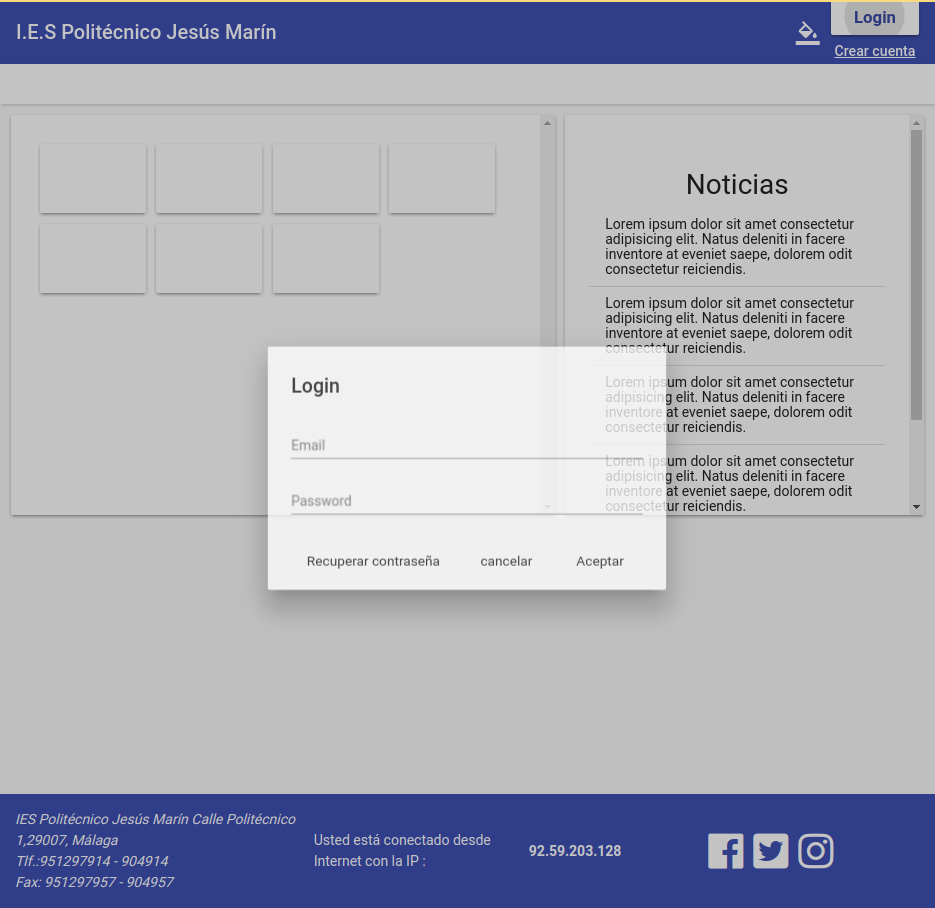 I.E.S Politécnico Jesús Marín
Login
Crear cuenta
Noticias
Lorem ipsum dolor sit amet consectetur
adipisicing elit. Natus deleniti in facere
inventore at eveniet saepe, dolorem odit
consectetur reiciendis.
Lorem ipsum dolor sit amet consectetur
adipisicing elit. Natus deleniti in facere
inventore at eveniet saepe, dolorem odit
consectetur reiciendis.
Lorem ipsum dolor sit amet consectetur
adipisicing elit. Natus deleniti in facere
inventore at eveniet saepe, dolorem odit
consectetur reiciendis.
Lorem ipsum dolor sit amet consectetur
adipisicing elit. Natus deleniti in facere
inventore at eveniet saepe, dolorem odit
consectetur reiciendis.
Login
Email
Password
Recuperar contraseña
cancelar
Aceptar
IES Politécnico Jesús Marín Calle Politécnico
1,29007, Málaga
Tlf.:951297914 - 904914
Fax: 951297957 - 904957
Usted está conectado desde
Internet con la IP :
92.59.203.128